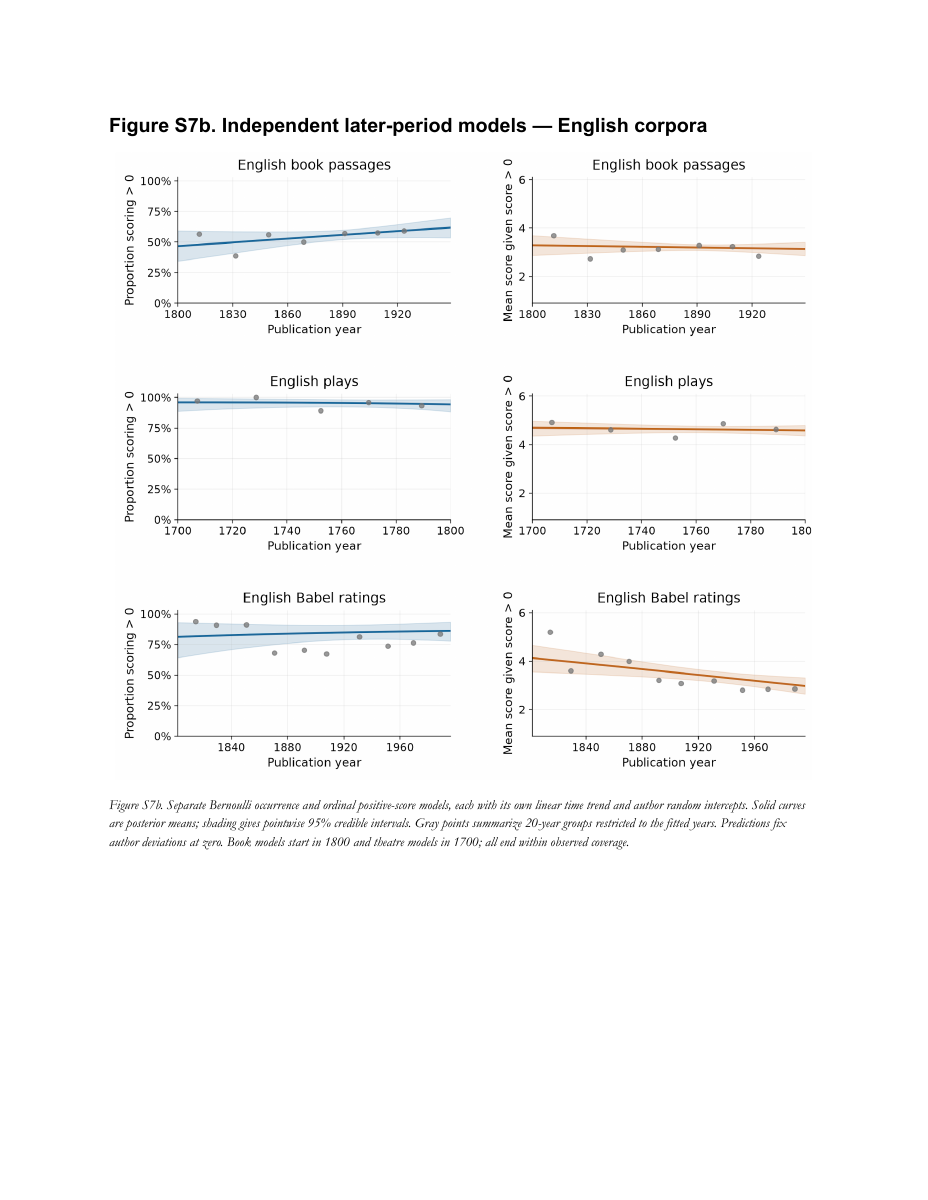 Figure S7b. Independent later-period models — English corpora
English book passages
Proportion scoring > 0
100%
75%
50%
25%
0%
1800 1830 1860 1890 1920
Publication year
English book passages
Mean score given score > 0
6
4
2
1800 1830 1860 1890 1920
Publication year
English plays
Proportion scoring > 0
100%
75%
50%
25%
0%
1700 1720 1740 1760 1780 1800
Publication year
English plays
Mean score given score > 0
6
4
2
1700 1720 1740 1760 1780 180
Publication year
English Babel ratings
Proportion scoring > 0
100%
75%
50%
25%
0%
1840 1880 1920 1960
Publication year
English Babel ratings
Mean score given score > 0
6
4
2
1840 1880 1920 1960
Publication year
Figure S7b. Separate Bernoulli occurrence and ordinal positive-score models, each with its own linear time trend and author random intercepts. Solid curves
are posterior means; shading gives pointwise 95% credible intervals. Gray points summarize 20-year groups restricted to the fitted years. Predictions fix
author deviations at zero. Book models start in 1800 and theatre models in 1700; all end within observed coverage.